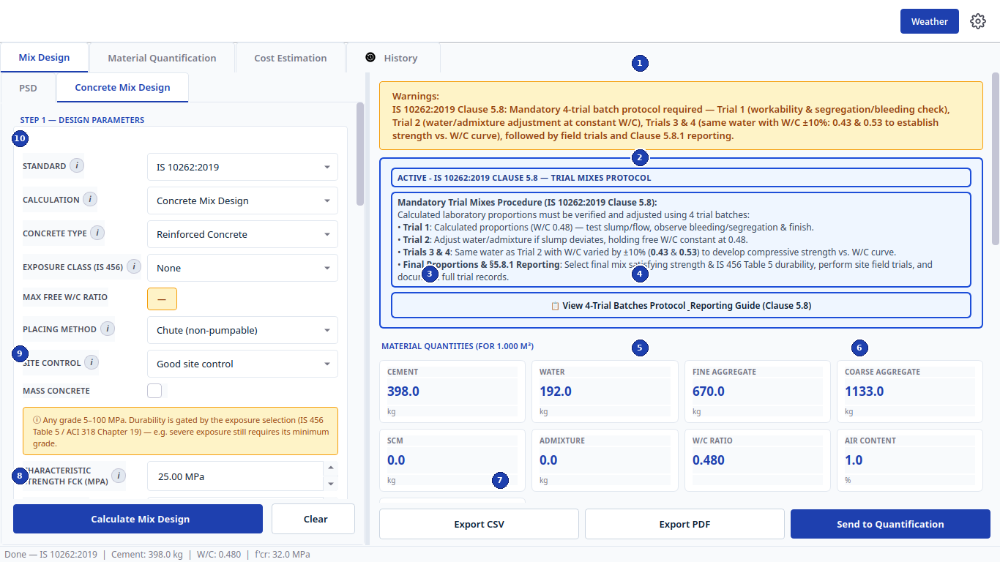 Weather
Mix Design
Material Quantification
Cost Estimation
History
PSD
Concrete Mix Design
STEP 1 — DESIGN PARAMETERS
10
STANDARD i
IS 10262:2019
CALCULATION i
Concrete Mix Design
CONCRETE TYPE i
Reinforced Concrete
EXPOSURE CLASS (IS 456) i
None
MAX FREE W/C RATIO
—
PLACING METHOD i
Chute (non-pumpable)
9
SITE CONTROL i
Good site control
MASS CONCRETE
ⓘ Any grade 5–100 MPa. Durability is gated by the exposure selection (IS 456
Table 5 / ACI 318 Chapter 19) — e.g. severe exposure still requires its minimum
grade.
8
CHARACTERISTIC
STRENGTH FCK (MPA) i
25.00 MPa
Calculate Mix Design
Clear
1
Warnings:
IS 10262:2019 Clause 5.8: Mandatory 4-trial batch protocol required — Trial 1 (workability & segregation/bleeding check),
Trial 2 (water/admixture adjustment at constant W/C), Trials 3 & 4 (same water with W/C ±10%: 0.43 & 0.53 to establish
strength vs. W/C curve), followed by field trials and Clause 5.8.1 reporting.
2
ACTIVE - IS 10262:2019 CLAUSE 5.8 — TRIAL MIXES PROTOCOL
Mandatory Trial Mixes Procedure (IS 10262:2019 Clause 5.8):
Calculated laboratory proportions must be verified and adjusted using 4 trial batches:
• Trial 1: Calculated proportions (W/C 0.48) — test slump/flow, observe bleeding/segregation & finish.
• Trial 2: Adjust water/admixture if slump deviates, holding free W/C constant at 0.48.
• Trials 3 & 4: Same water as Trial 2 with W/C varied by ±10% (0.43 & 0.53) to develop compressive strength vs. W/C curve.
• Final Proportions & §5.8.1 Reporting: Select final mix satisfying strength & IS 456 Table 5 durability, perform site field trials, and
full trial records.
3
4
📋 View 4-Trial Batches Protocol_Reporting Guide (Clause 5.8)
MATERIAL QUANTITIES (FOR 1.000 M³)
5
6
CEMENT
398.0
kg
WATER
192.0
kg
FINE AGGREGATE
670.0
kg
COARSE AGGREGATE
1133.0
kg
SCM
0.0
kg
7
ADMIXTURE
0.0
kg
W/C RATIO
0.480
AIR CONTENT
1.0
%
Export CSV
Export PDF
Send to Quantification
Done — IS 10262:2019 | Cement: 398.0 kg | W/C: 0.480 | f'cr: 32.0 MPa